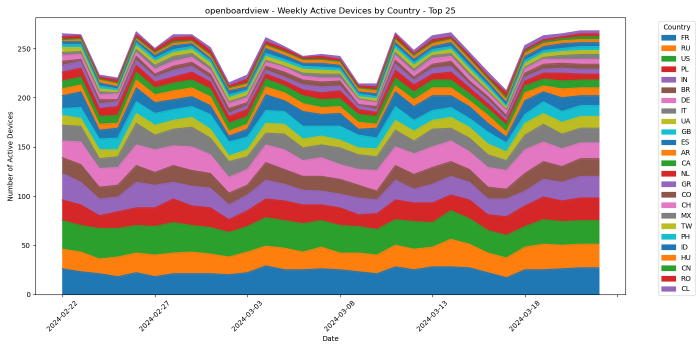 openboardview - Weekly Active Devices by Country - Top 25
Number of Active Devices
250
200
150
100
50
0
2024-02-22
2024-02-27
2024-03-03
2024-03-08
2024-03-13
2024-03-18
Date
Country
FR
RU
US
PL
IN
BR
DE
IT
UA
GB
ES
AR
CA
NL
GR
CO
CH
MX
TW
PH
ID
HU
CN
RO
CL